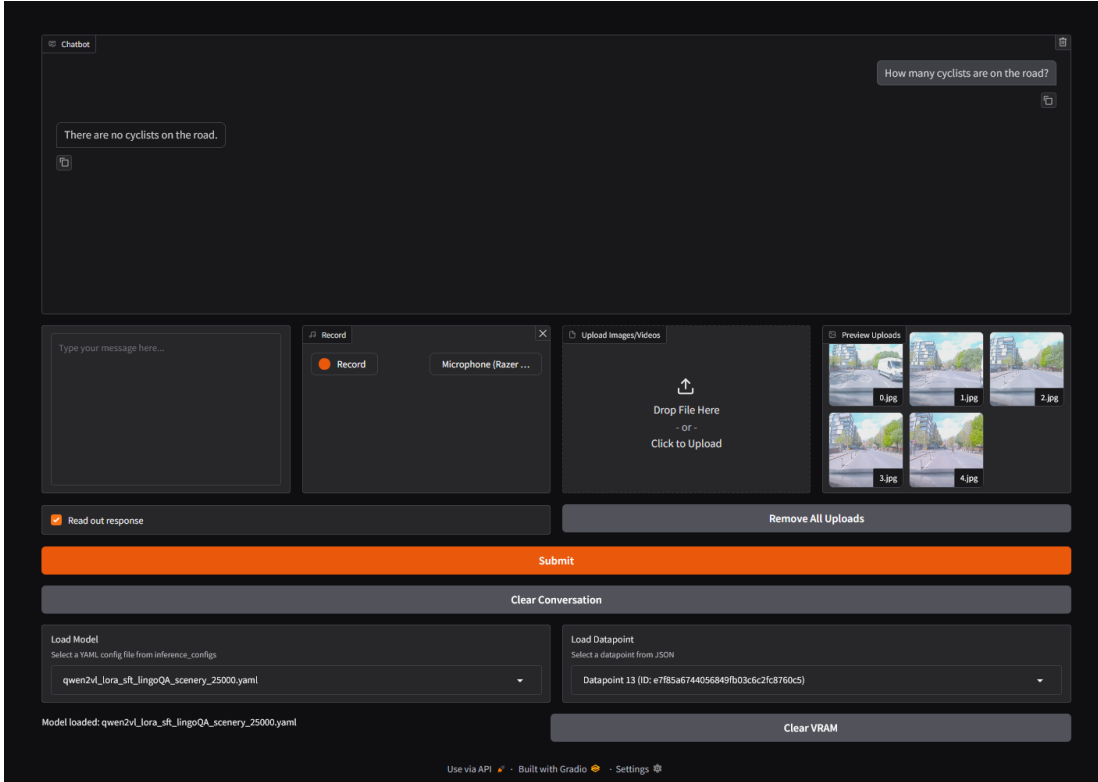 Chatbot
How many cyclists are on the road?
There are no cyclists on the road.
Type your message here...
Record
Record
Microphone (Razer ...
Upload Images/Videos
Drop File Here
- or -
Click to Upload
Preview Uploads
0.jpg
1.jpg
2.jpg
3.jpg
4.jpg
Read out response
Remove All Uploads
Submit
Clear Conversation
Load Model
Select a YAML config file from inference_configs
qwen2vl_lora_sft_lingoQA_scenery_25000.yaml
Load Datapoint
Select a datapoint from JSON
Datapoint 13 (ID: e7f85a6744056849fb03c6c2fc8760c5)
Model loaded: qwen2vl_lora_sft_lingoQA_scenery_25000.yaml
Clear VRAM
Use via API · Built with Gradio · Settings